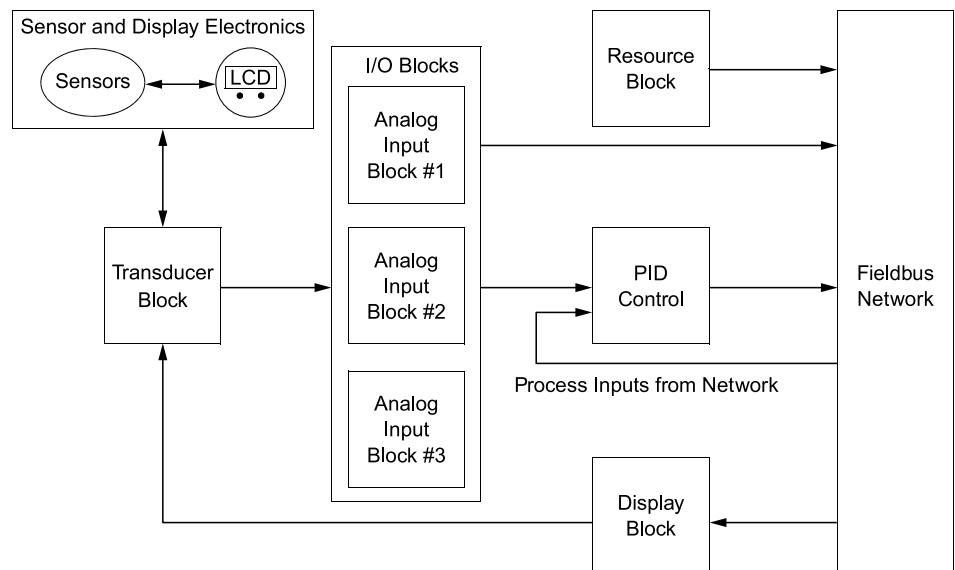 Sensor and Display Electronics
Sensors
LCD
I/O Blocks
Analog
Input
Block #1
Analog
Input
Block #2
Analog
Input
Block #3
Transducer
Block
Resource
Block
PID
Control
Process Inputs from Network
Display
Block
Fieldbus
Network